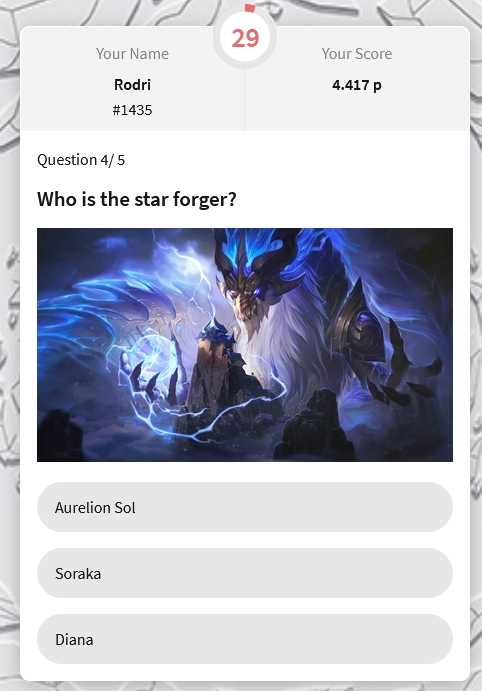 29
Your Name
Your Score
Rodri
4.417 p
#1435
Question 4/ 5
Who is the star forger?
Aurelion Sol
Soraka
Diana